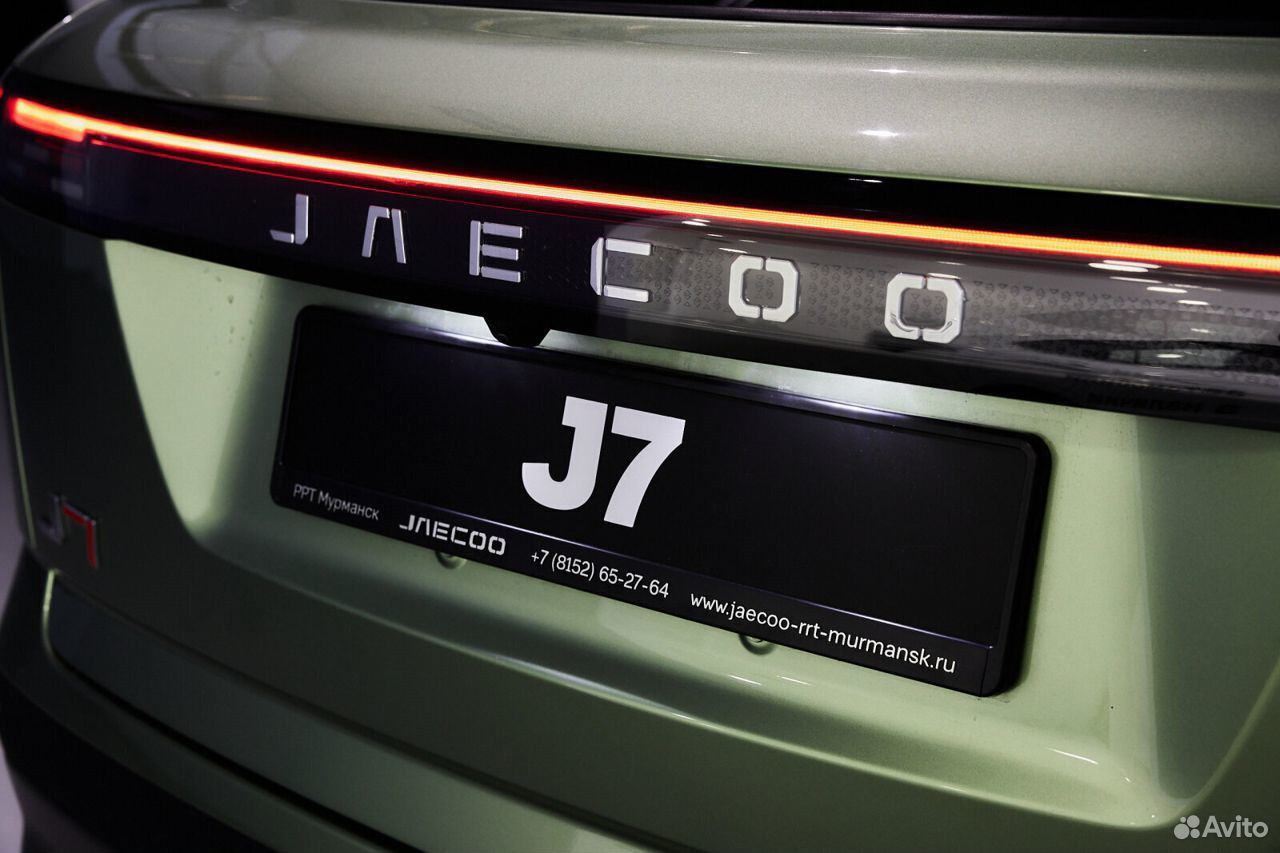 JAECOO
J7
J7
РРТ Мурманск JAECOO +7 (8152) 65-27-64 www.jaecoo-rrt-murmansk.ru
Avito